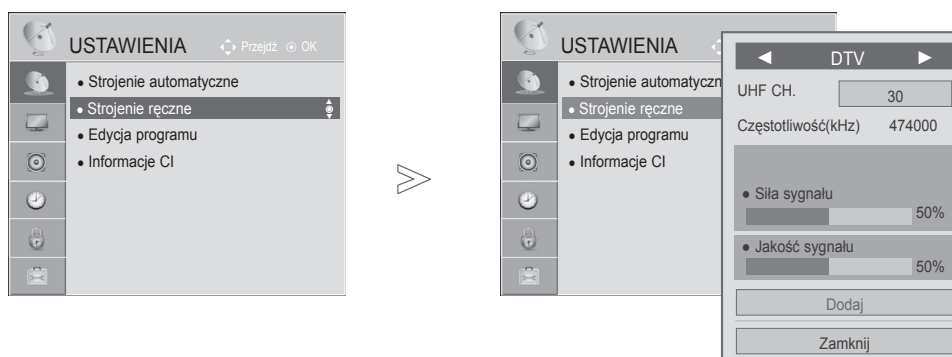 USTAWIENIA
Przejdź OK
• Strojenie automatyczne
• Strojenie ręczne
• Edycja programu
• Informacje CI
USTAWIENIA
• Strojenie automatyczn
• Strojenie ręczne
• Edycja programu
• Informacje CI
◄ DTV ►
UHF CH. 30
Częstotliwość(kHz) 474000
• Siła sygnału
50%
• Jakość sygnału
50%
Dodaj
Zamknij